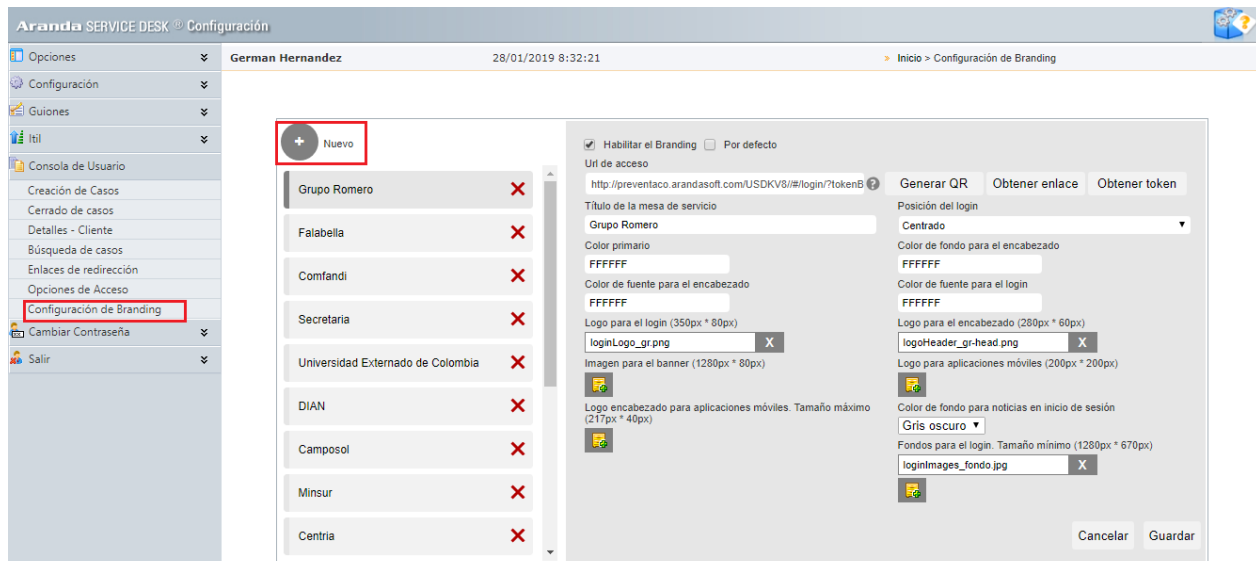 Aranda SERVICE DESK ® Configuración
Opciones
Configuración
Guiones
Itil
Consola de Usuario
Creación de Casos
Cerrado de casos
Detalles - Cliente
Búsqueda de casos
Enlaces de redirección
Opciones de Acceso
Configuración de Branding
Cambiar Contraseña
Salir
German Hernandez 28/01/2019 8:32:21 » Inicio > Configuración de Branding
+ Nuevo
Grupo Romero X
Falabella X
Comfandi X
Secretaria X
Universidad Externado de Colombia X
DIAN X
Camposol X
Minsur X
Centria X
Habilitar el Branding Por defecto
Url de acceso
http://preventaco.arandasoft.com/USDKV8//#/login/?tokenB ? Generar QR Obtener enlace Obtener token
Título de la mesa de servicio Posición del login
Grupo Romero Centrado
Color primario Color de fondo para el encabezado
FFFFFF FFFFFF
Color de fuente para el encabezado Color de fuente para el login
FFFFFF FFFFFF
Logo para el login (350px * 80px) Logo para el encabezado (280px * 60px)
loginLogo_gr.png X logoHeader_gr-head.png X
Imagen para el banner (1280px * 80px) Logo para aplicaciones móviles (200px * 200px)
Logo encabezado para aplicaciones móviles. Tamaño máximo Color de fondo para noticias en inicio de sesión
(217px * 40px) Gris oscuro
Fondos para el login. Tamaño mínimo (1280px * 670px)
loginImages_fondo.jpg X
Cancelar Guardar